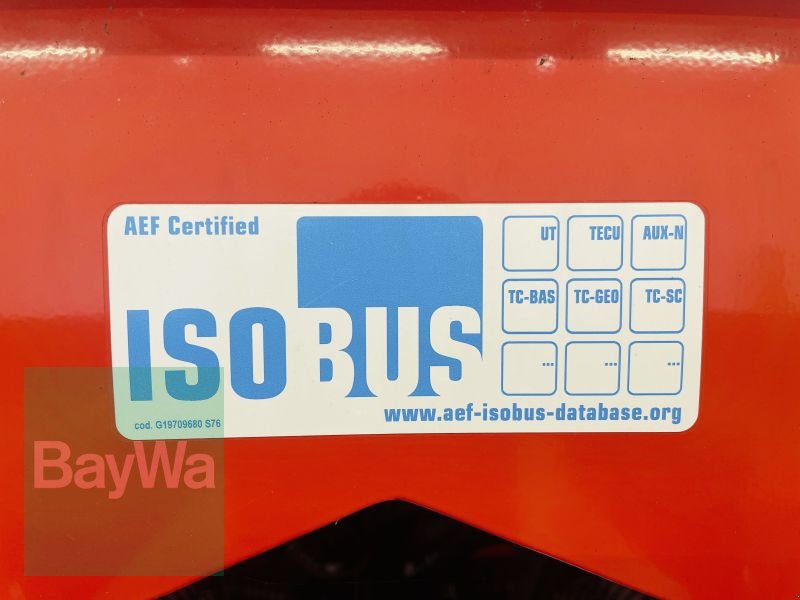 AEF Certified
ISOBUS
UT TECU AUX-N
TC-BAS TC-GEO TC-SC
... ... ...
www.aef-isobus-database.org
cod. G19709680 S76
BayWa